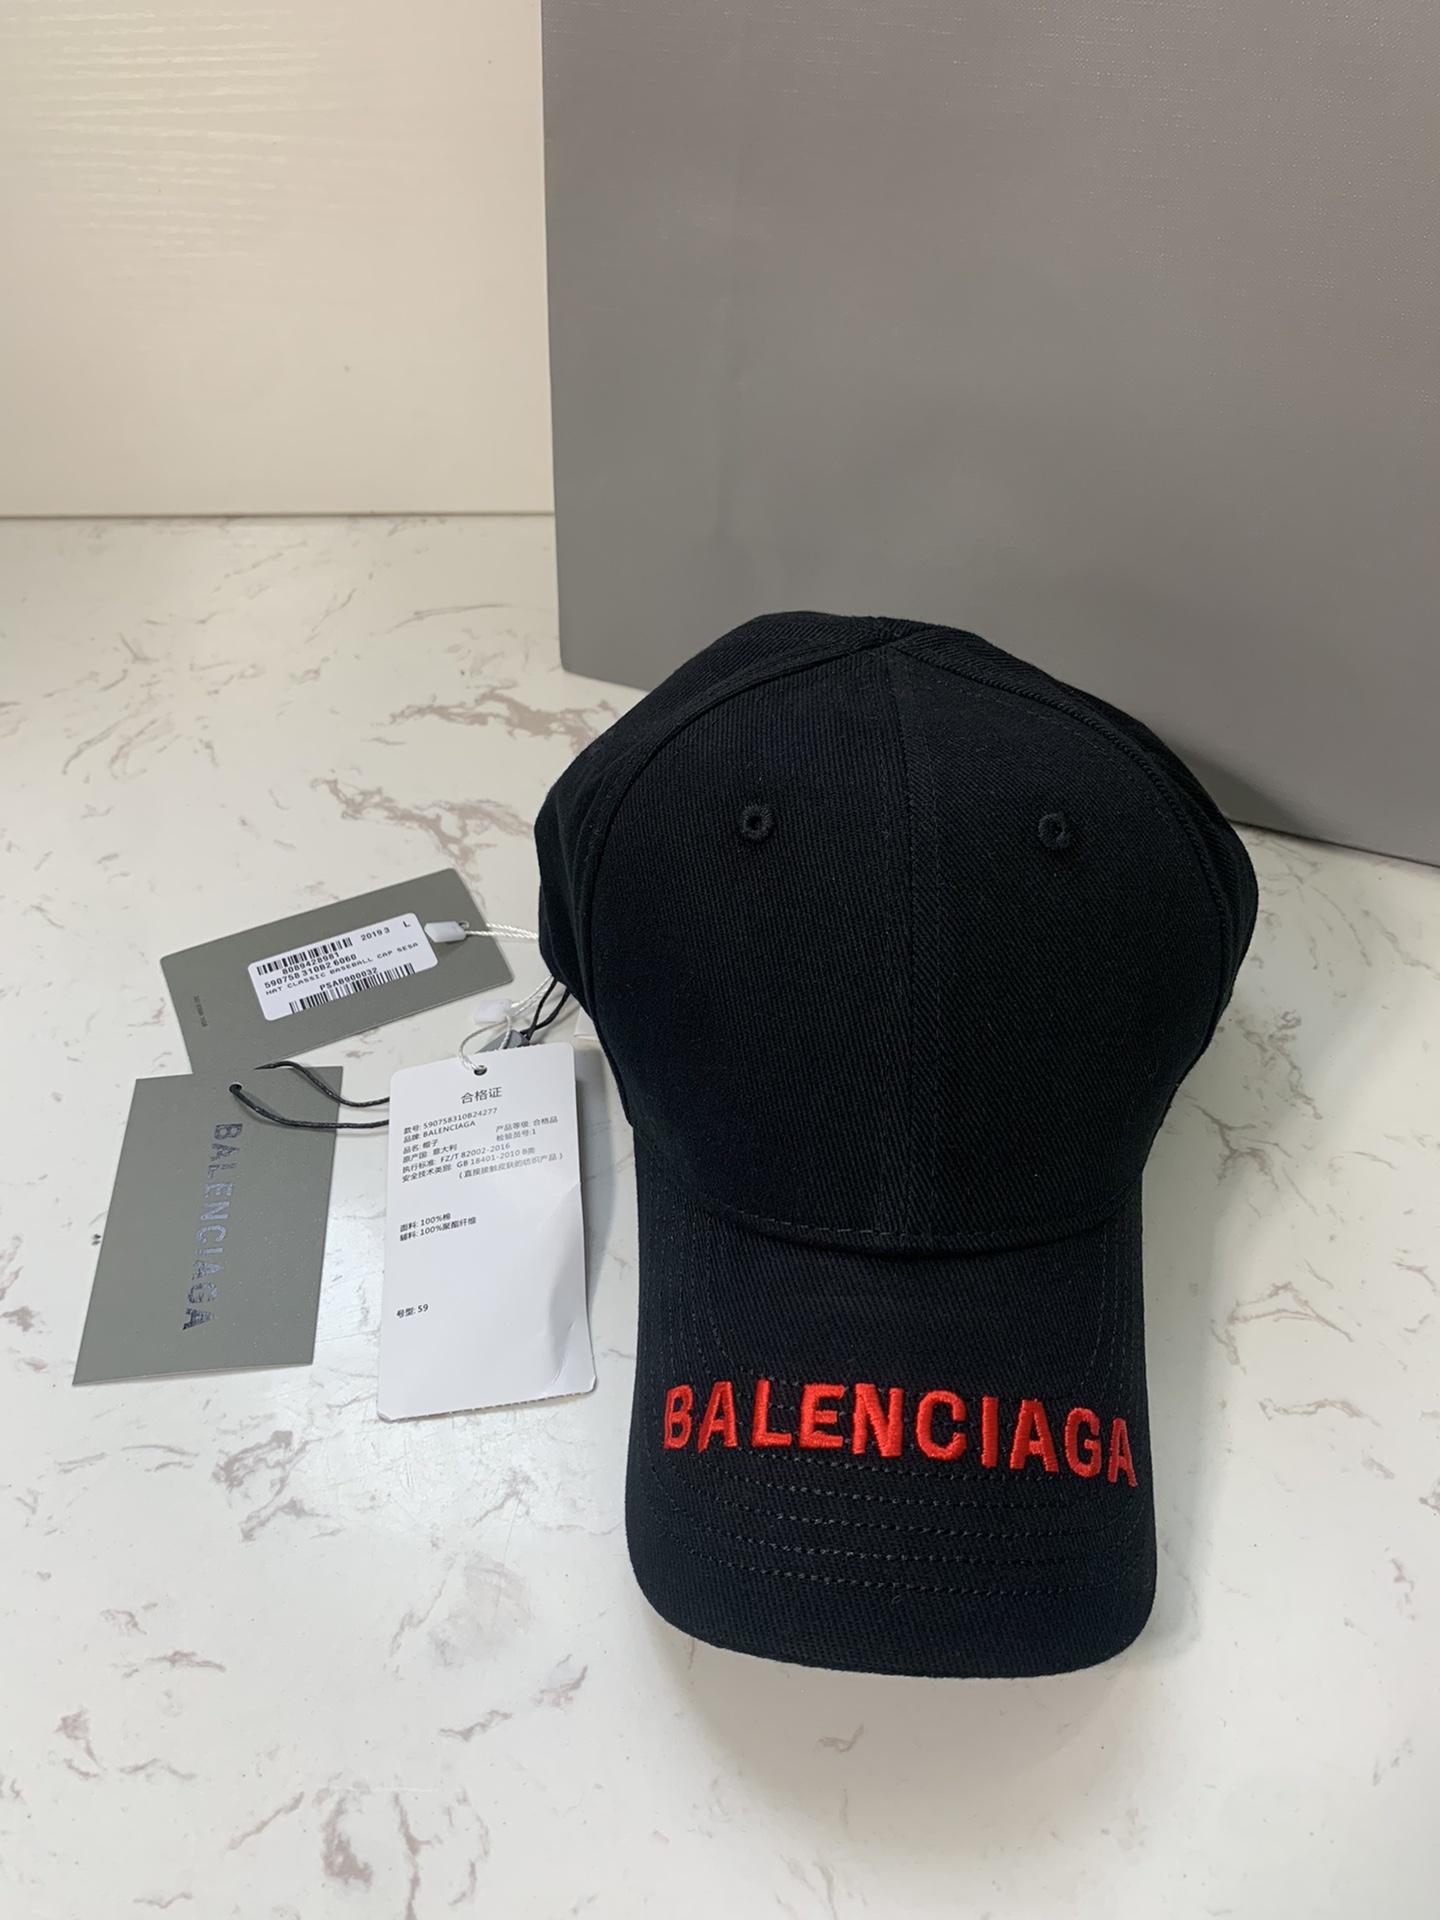 2019 3 L
8089428981
590758 310B2 6060
HAT CLASSIC BASEBALL CAP SESA
PSAB900032
BALENCIAGA
合格证
款号: 590758310B24277
品牌: BALENCIAGA 产品等级: 合格品
品名: 帽子 检验员号:1
原产国: 意大利
执行标准: FZ/T 82002-2016
安全技术类别: GB 18401-2010 B类
(直接接触皮肤的纺织产品)
面料: 100%棉
辅料: 100%聚酯纤维
号型: 59
BALENCIAGA